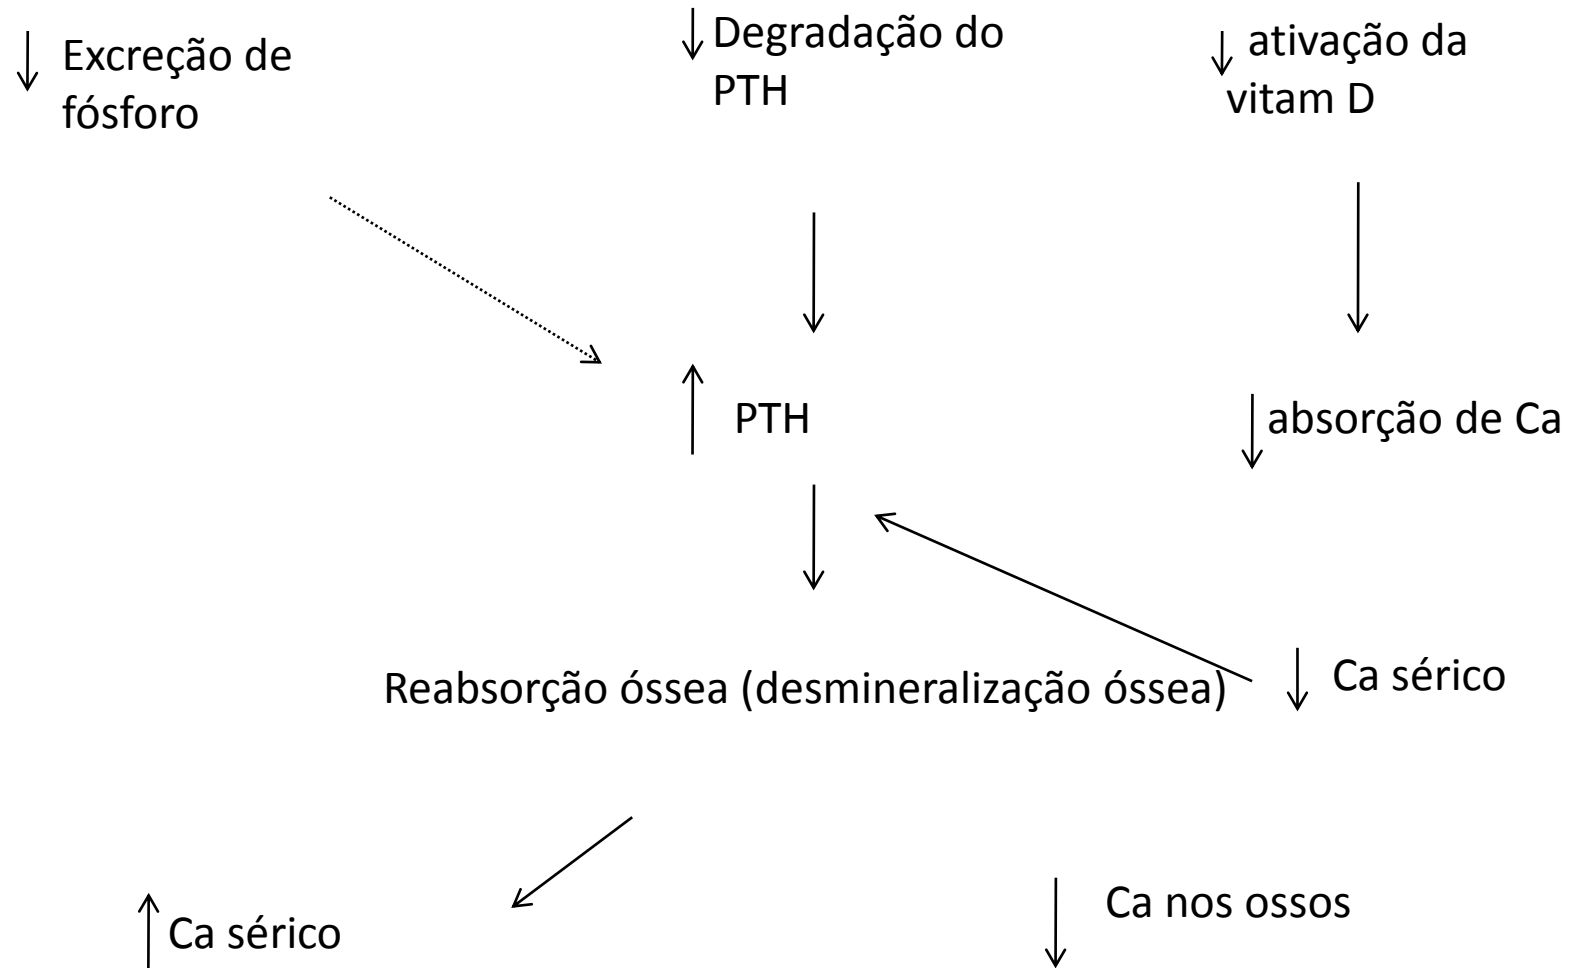 Excreção de
fósforo
Degradação do
PTH
ativação da
vitam D
PTH
absorção de Ca
Reabsorção óssea (desmineralização óssea)
Ca sérico
Ca sérico
Ca nos ossos